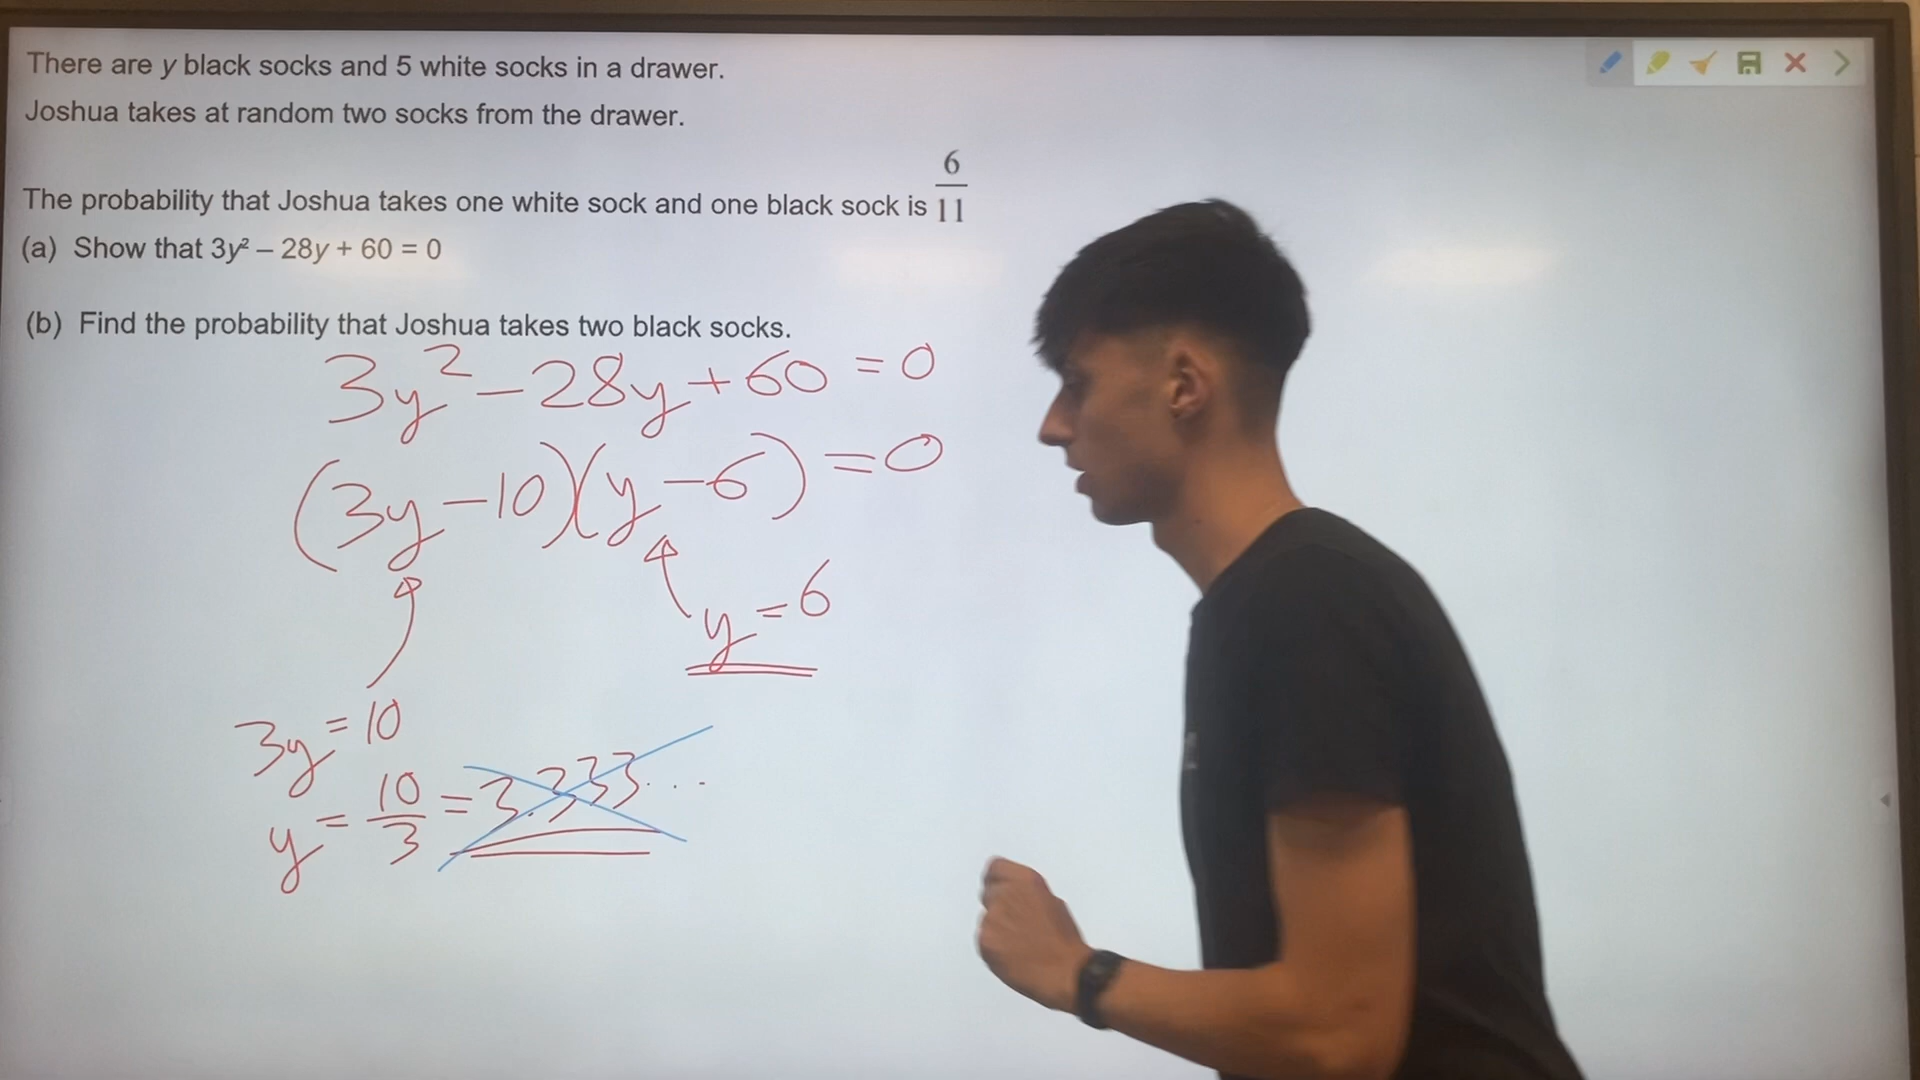 There are y black socks and 5 white socks in a drawer.
Joshua takes at random two socks from the drawer.
The probability that Joshua takes one white sock and one black sock is 6/11
(a) Show that 3y² – 28y + 60 = 0
(b) Find the probability that Joshua takes two black socks.
3y² – 28y + 60 = 0
(3y – 10)(y – 6) = 0
y = 6
3y = 10
y = 10/3 = 3.333...